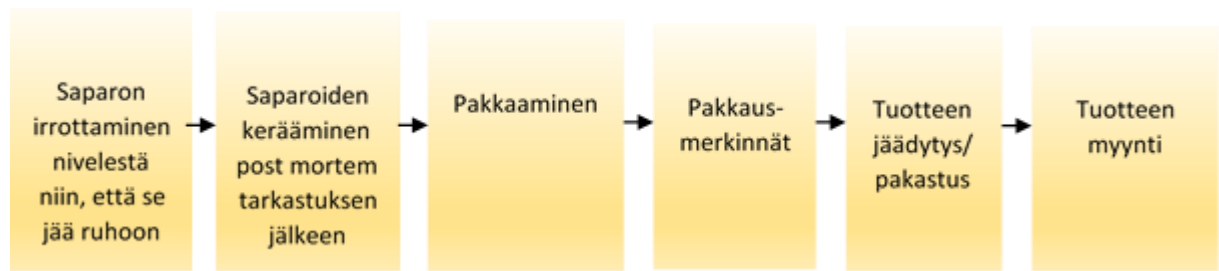 Saparon
irrottaminen
nivelestä
niin, että se
jää ruhoon
Saparoiden
kerääminen
post mortem
tarkastuksen
jälkeen
Pakkaaminen
Pakkaus-
merkinnät
Tuotteen
jäädytys/
pakastus
Tuotteen
myynti